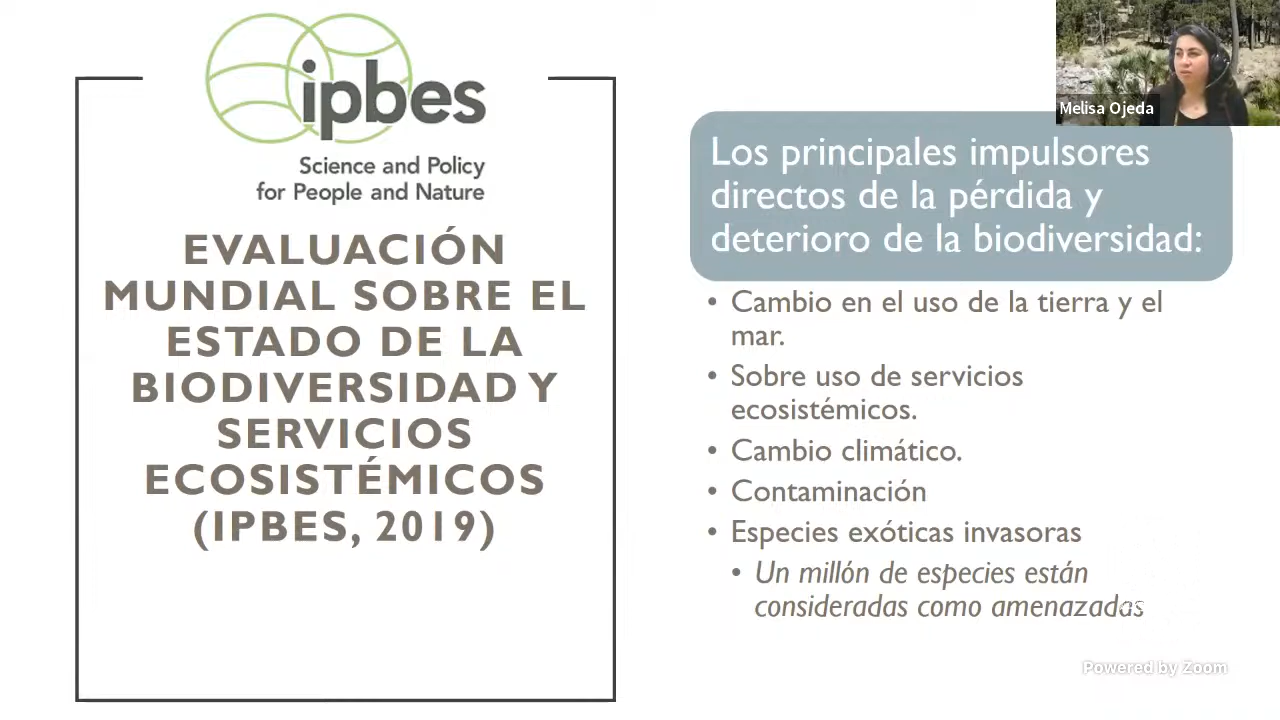 ipbes
Science and Policy
for People and Nature
EVALUACIÓN
MUNDIAL SOBRE EL
ESTADO DE LA
BIODIVERSIDAD Y
SERVICIOS
ECOSISTÉMICOS
(IPBES, 2019)
Melisa Ojeda
Los principales impulsores
directos de la pérdida y
deterioro de la biodiversidad:
• Cambio en el uso de la tierra y el
mar.
• Sobre uso de servicios
ecosistémicos.
• Cambio climático.
• Contaminación
• Especies exóticas invasoras
• Un millón de especies están
consideradas como amenazadas
Powered by Zoom